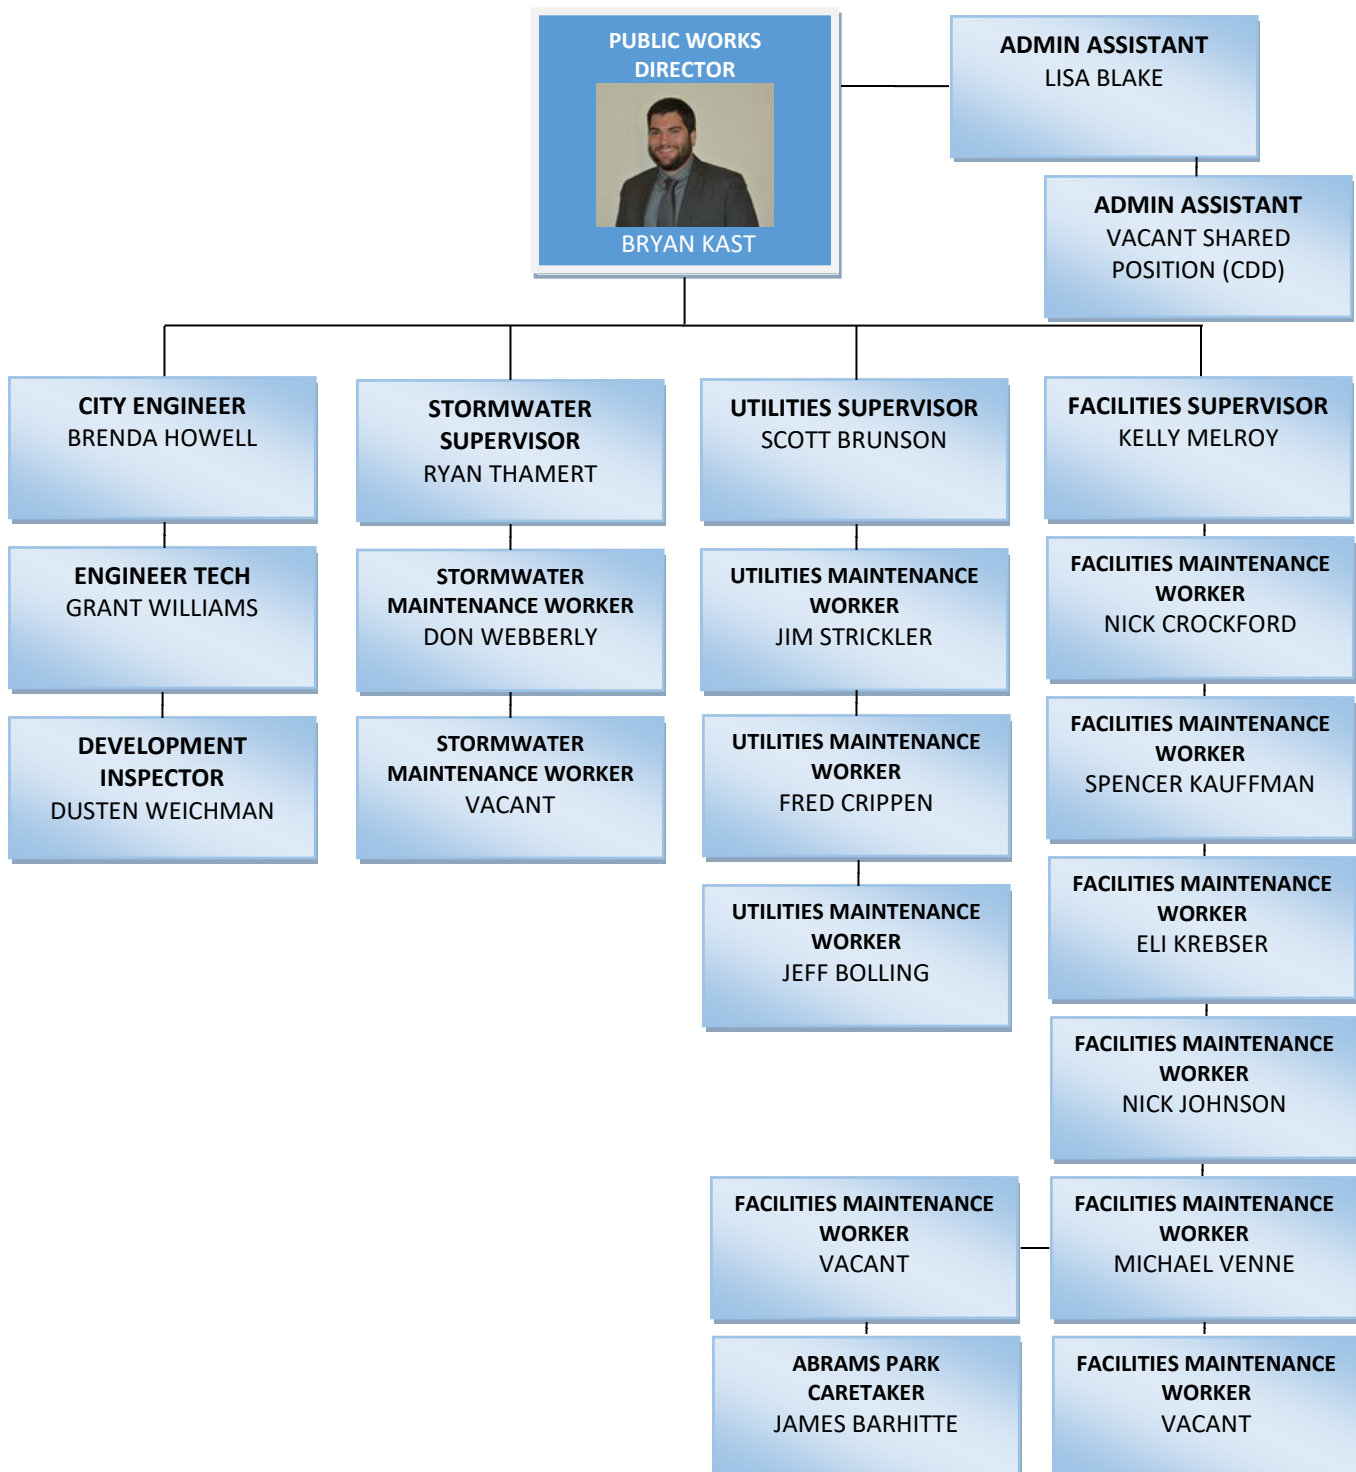 PUBLIC WORKS
DIRECTOR
BRYAN KAST
ADMIN ASSISTANT
LISA BLAKE
ADMIN ASSISTANT
VACANT SHARED
POSITION (CDD)
CITY ENGINEER
BRENDA HOWELL
ENGINEER TECH
GRANT WILLIAMS
DEVELOPMENT
INSPECTOR
DUSTEN WEICHMAN
STORMWATER
SUPERVISOR
RYAN THAMERT
STORMWATER
MAINTENANCE WORKER
DON WEBBERLY
STORMWATER
MAINTENANCE WORKER
VACANT
UTILITIES SUPERVISOR
SCOTT BRUNSON
UTILITIES MAINTENANCE
WORKER
JIM STRICKLER
UTILITIES MAINTENANCE
WORKER
FRED CRIPPEN
UTILITIES MAINTENANCE
WORKER
JEFF BOLLING
FACILITIES SUPERVISOR
KELLY MELROY
FACILITIES MAINTENANCE
WORKER
NICK CROCKFORD
FACILITIES MAINTENANCE
WORKER
SPENCER KAUFFMAN
FACILITIES MAINTENANCE
WORKER
ELI KREBSER
FACILITIES MAINTENANCE
WORKER
NICK JOHNSON
FACILITIES MAINTENANCE
WORKER
MICHAEL VENNE
FACILITIES MAINTENANCE
WORKER
VACANT
FACILITIES MAINTENANCE
WORKER
VACANT
ABRAMS PARK
CARETAKER
JAMES BARHITTE